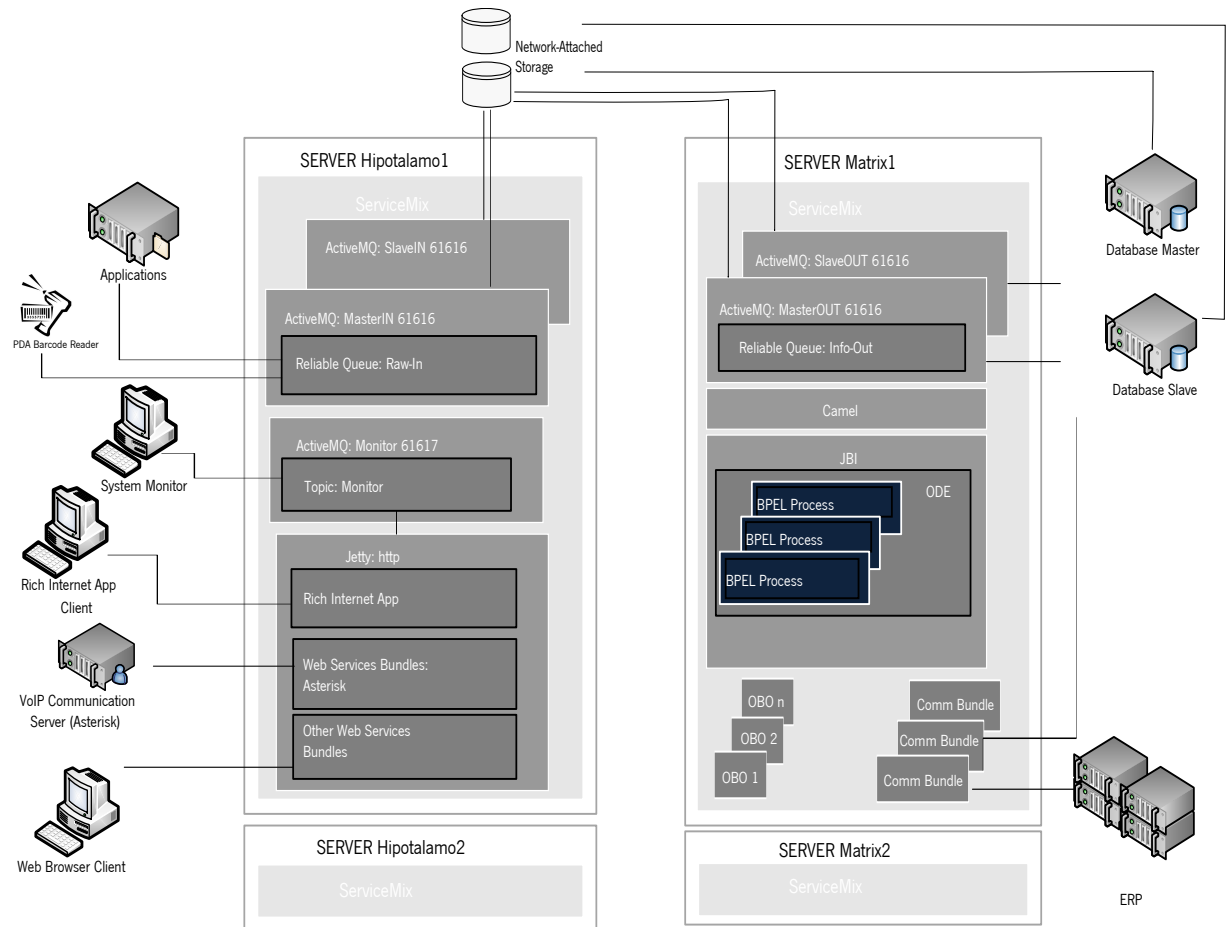 Network-Attached
Storage
SERVER Hipotalamo1
ServiceMix
ActiveMQ: SlaveIN 61616
ActiveMQ: MasterIN 61616
Reliable Queue: Raw-In
ActiveMQ: Monitor 61617
Topic: Monitor
Jetty: http
Rich Internet App
Web Services Bundles:
Asterisk
Other Web Services
Bundles
SERVER Hipotalamo2
ServiceMix
Applications
PDA Barcode Reader
System Monitor
Rich Internet App
Client
VoIP Communication
Server (Asterisk)
Web Browser Client
SERVER Matrix1
ServiceMix
ActiveMQ: SlaveOUT 61616
ActiveMQ: MasterOUT 61616
Reliable Queue: Info-Out
Camel
JBI
ODE
BPEL Process
BPEL Process
BPEL Process
OBO n
OBO 2
OBO 1
Comm Bundle
Comm Bundle
Comm Bundle
SERVER Matrix2
ServiceMix
Database Master
Database Slave
ERP